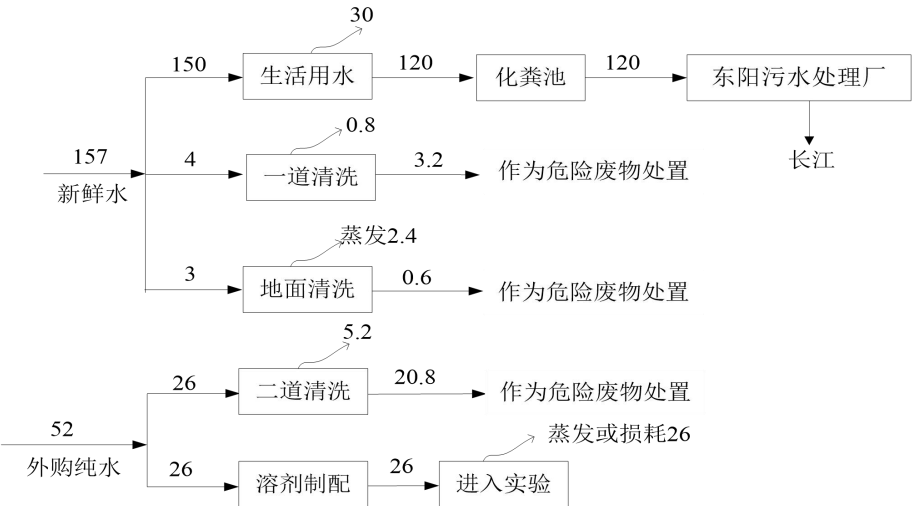 30
150
生活用水
120
化粪池
120
东阳污水处理厂
0.8
长江
157
新鲜水
4
一道清洗
3.2
作为危险废物处置
蒸发2.4
3
地面清洗
0.6
作为危险废物处置
5.2
26
二道清洗
20.8
作为危险废物处置
52
外购纯水
蒸发或损耗26
26
溶剂制配
26
进入实验